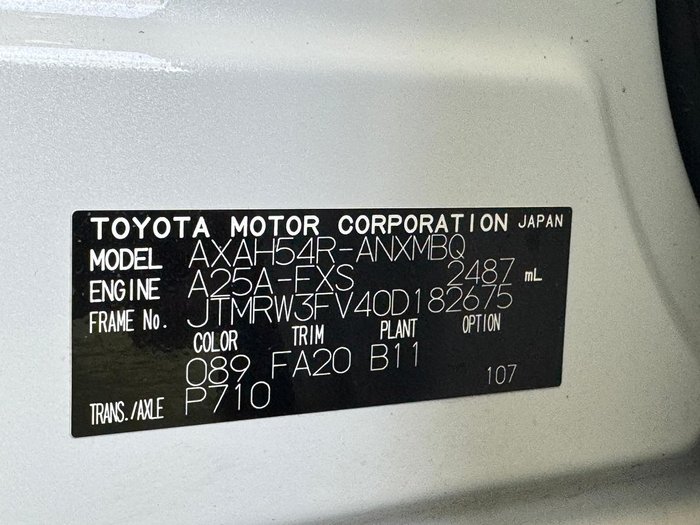 TOYOTA MOTOR CORPORATION JAPAN
MODEL AXAH54R-ANXMBQ
ENGINE A25A-FXS 2487 mL
FRAME No. JTMRW3FV40D182675
COLOR TRIM PLANT OPTION
089 FA20 B11
TRANS./AXLE P710 107